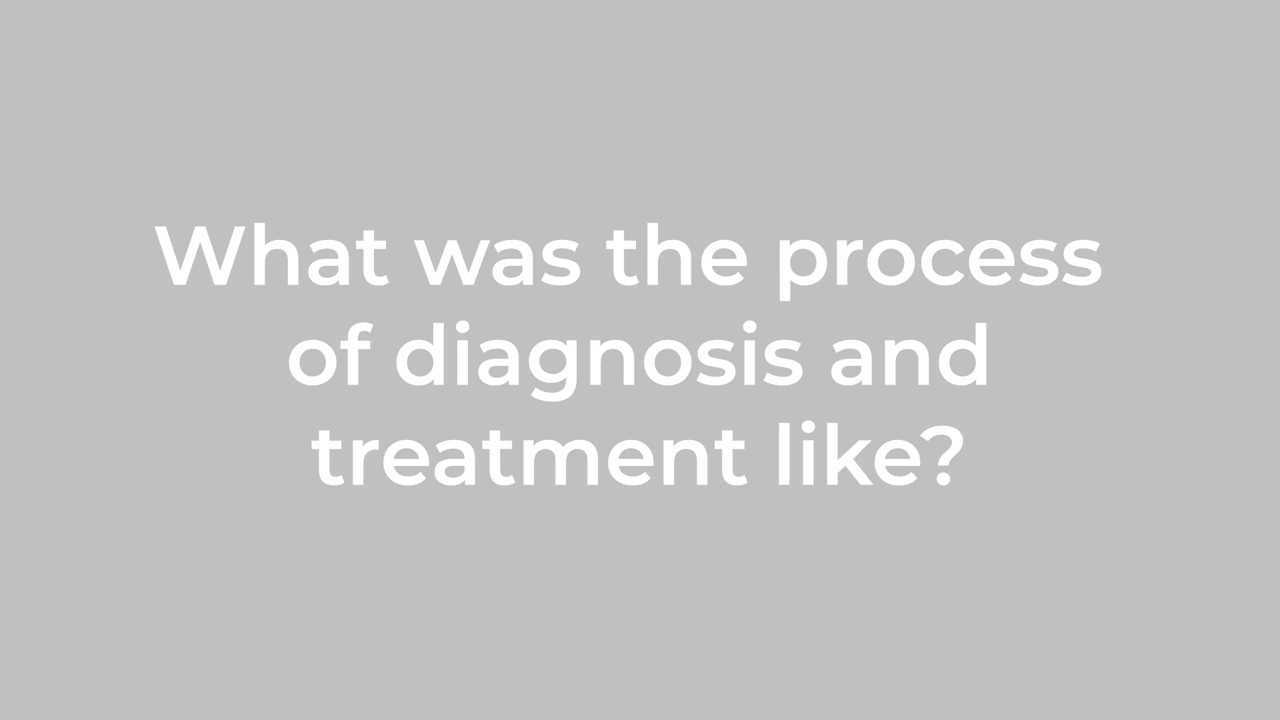 What was the process
of diagnosis and
treatment like?